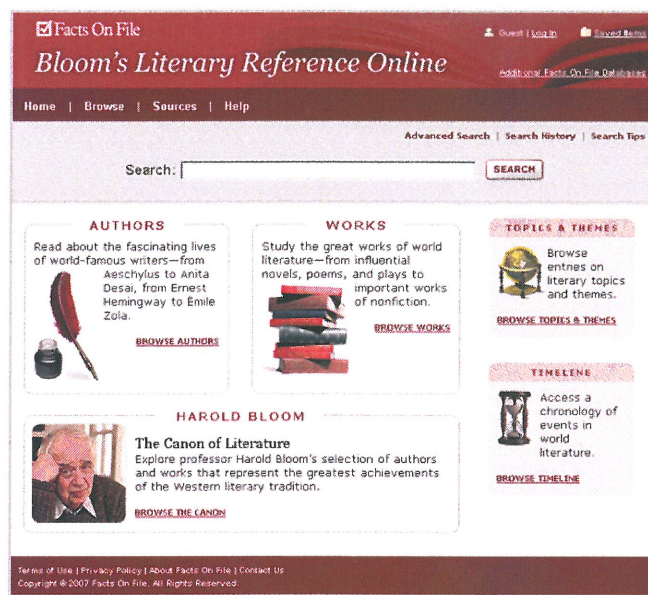 Facts On File
Guest | Log In Saved Items
Bloom's Literary Reference Online
Additional Facts On File Databases
Home | Browse | Sources | Help
Advanced Search | Search History | Search Tips
Search: SEARCH
AUTHORS
Read about the fascinating lives
of world-famous writers—from
Aeschylus to Anita
Desai, from Ernest
Hemingway to Émile
Zola.
BROWSE AUTHORS
WORKS
Study the great works of world
literature—from influential
novels, poems, and plays to
important works
of nonfiction.
BROWSE WORKS
TOPICS & THEMES
Browse
entries on
literary topics
and themes.
BROWSE TOPICS & THEMES
TIMELINE
Access a
chronology of
events in
world
literature.
BROWSE TIMELINE
HAROLD BLOOM
The Canon of Literature
Explore professor Harold Bloom's selection of authors
and works that represent the greatest achievements
of the Western literary tradition.
BROWSE THE CANON
Terms of Use | Privacy Policy | About Facts On File | Contact Us
Copyright © 2007 Facts On File. All Rights Reserved.